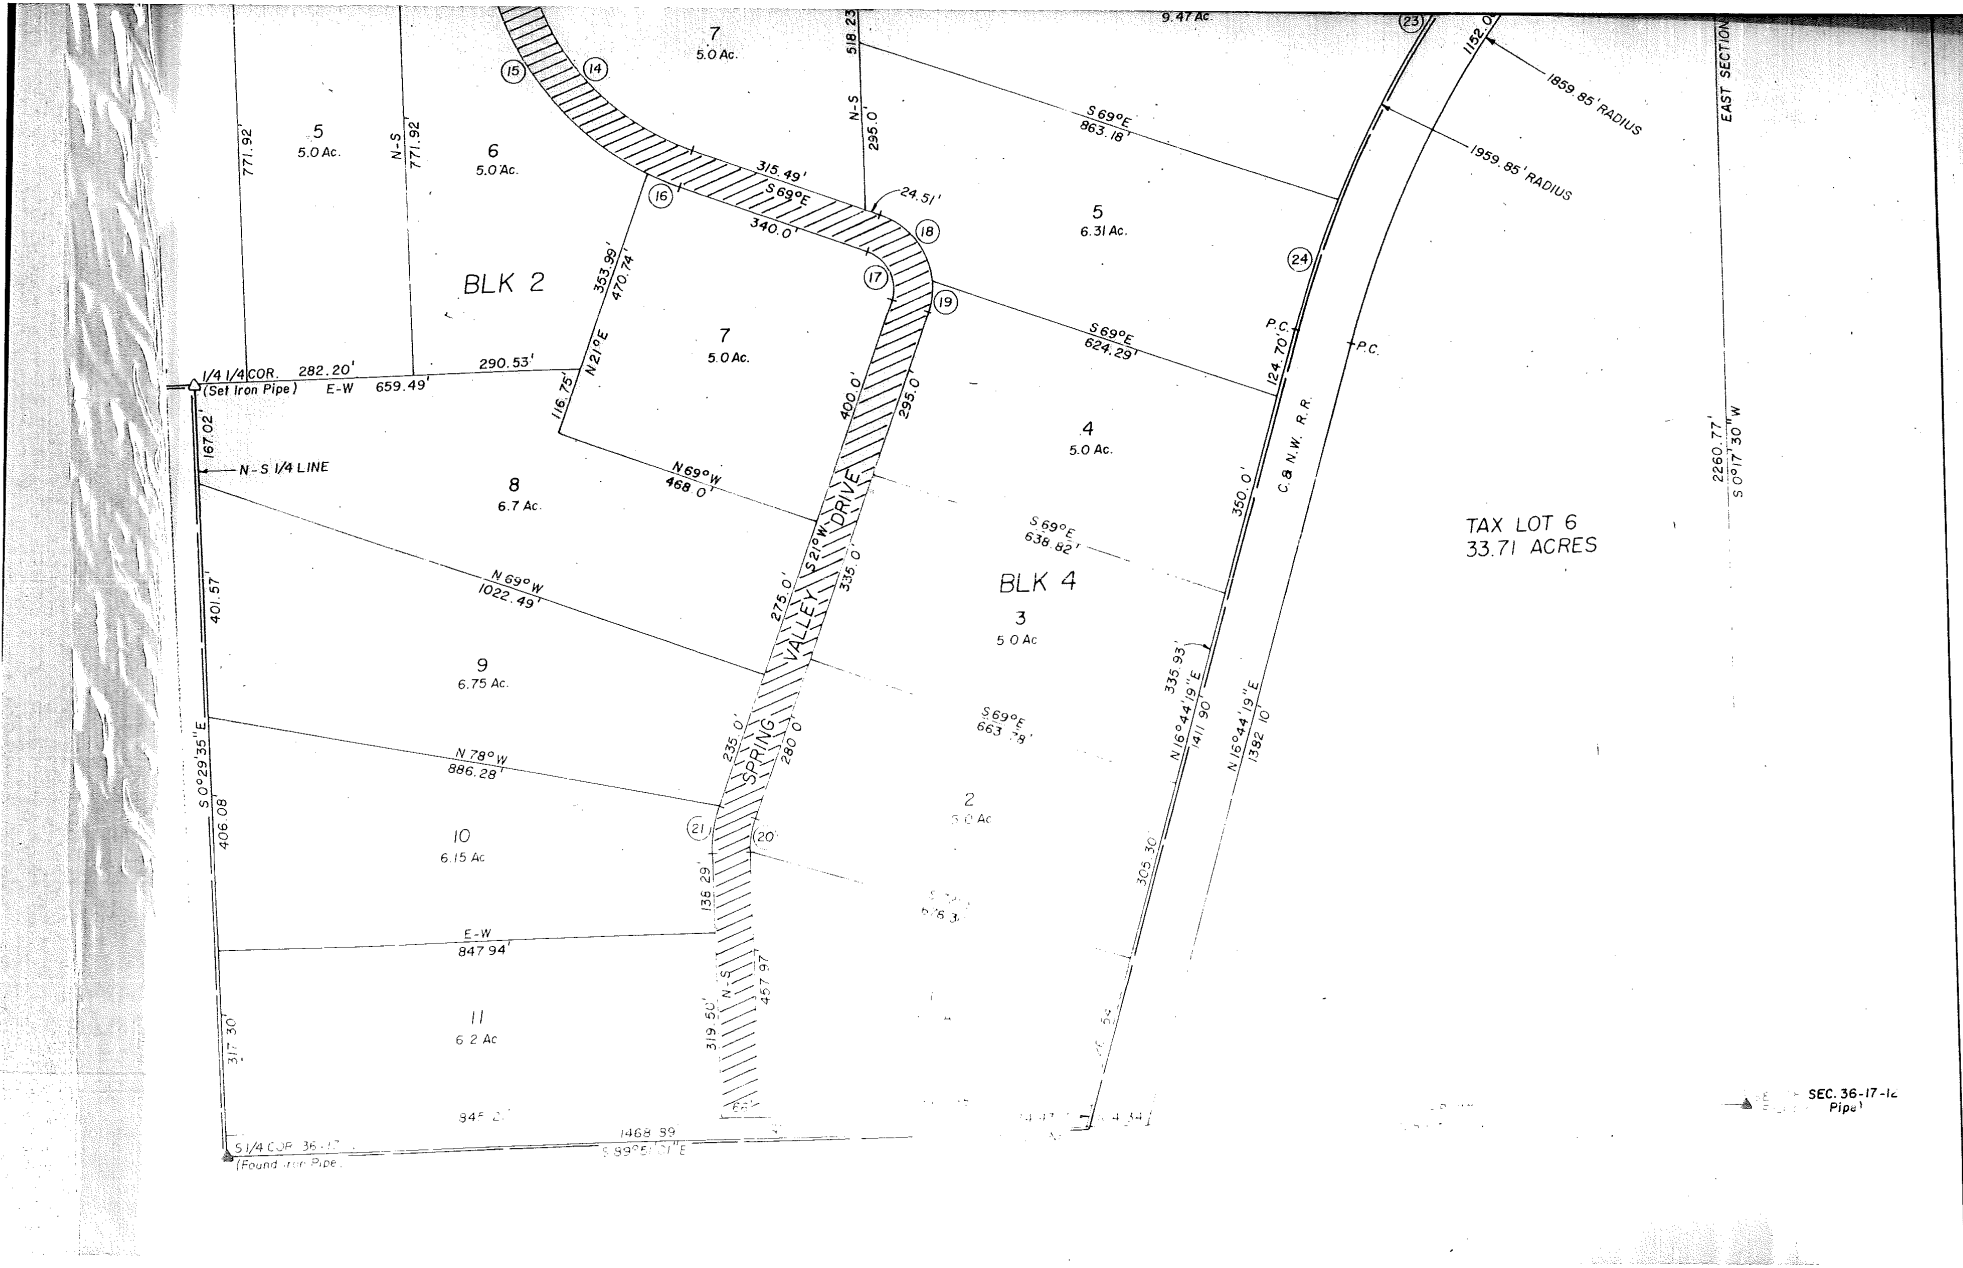 9.47 Ac.
23
1152.0
518.23
7
5.0 Ac.
15
14
1859.85' RADIUS
EAST SECTION
S 69° E
863.18'
N-S
295.0'
1959.85' RADIUS
771.92'
5
5.0 Ac.
N-S
771.92
6
5.0 Ac.
315.49'
S 69° E
16
24.51'
340.0'
18
5
6.31 Ac.
17
24
BLK 2
353.99'
470.74'
19
N 21° E
7
5.0 Ac.
S 69° E
624.29'
P.C.
P.C.
124.70'
1/4 1/4 COR.
282.20'
290.53'
(Set Iron Pipe)
E-W
659.49'
116.75'
400.0'
295.0'
167.02'
N-S 1/4 LINE
C. & N.W. R.R.
4
5.0 Ac.
2260.77'
S 0° 17' 30" W
N 69° W
468.0'
8
6.7 Ac.
350.0'
S 69° E
638.82'
TAX LOT 6
33.71 ACRES
SPRING VALLEY DRIVE
S 21° W
335.0'
275.0'
BLK 4
N 69° W
1022.49'
401.57'
3
5.0 Ac
335.93'
9
6.75 Ac.
S 69° E
663.78'
N 16° 44' 19" E
1411.90'
N 16° 44' 19" E
1382.10'
235.0'
280.0'
S 0° 29' 35" E
N 78° W
886.28'
2
5.0 Ac
406.08'
21
20
10
6.15 Ac
305.30'
138.29'
E-W
847.94'
N-S
457.97
319.50'
11
6.2 Ac
317.30'
66'
SEC. 36-17-12
Pipe)
1468.39
S 1/4 COR. 36-17
(Found Iron Pipe